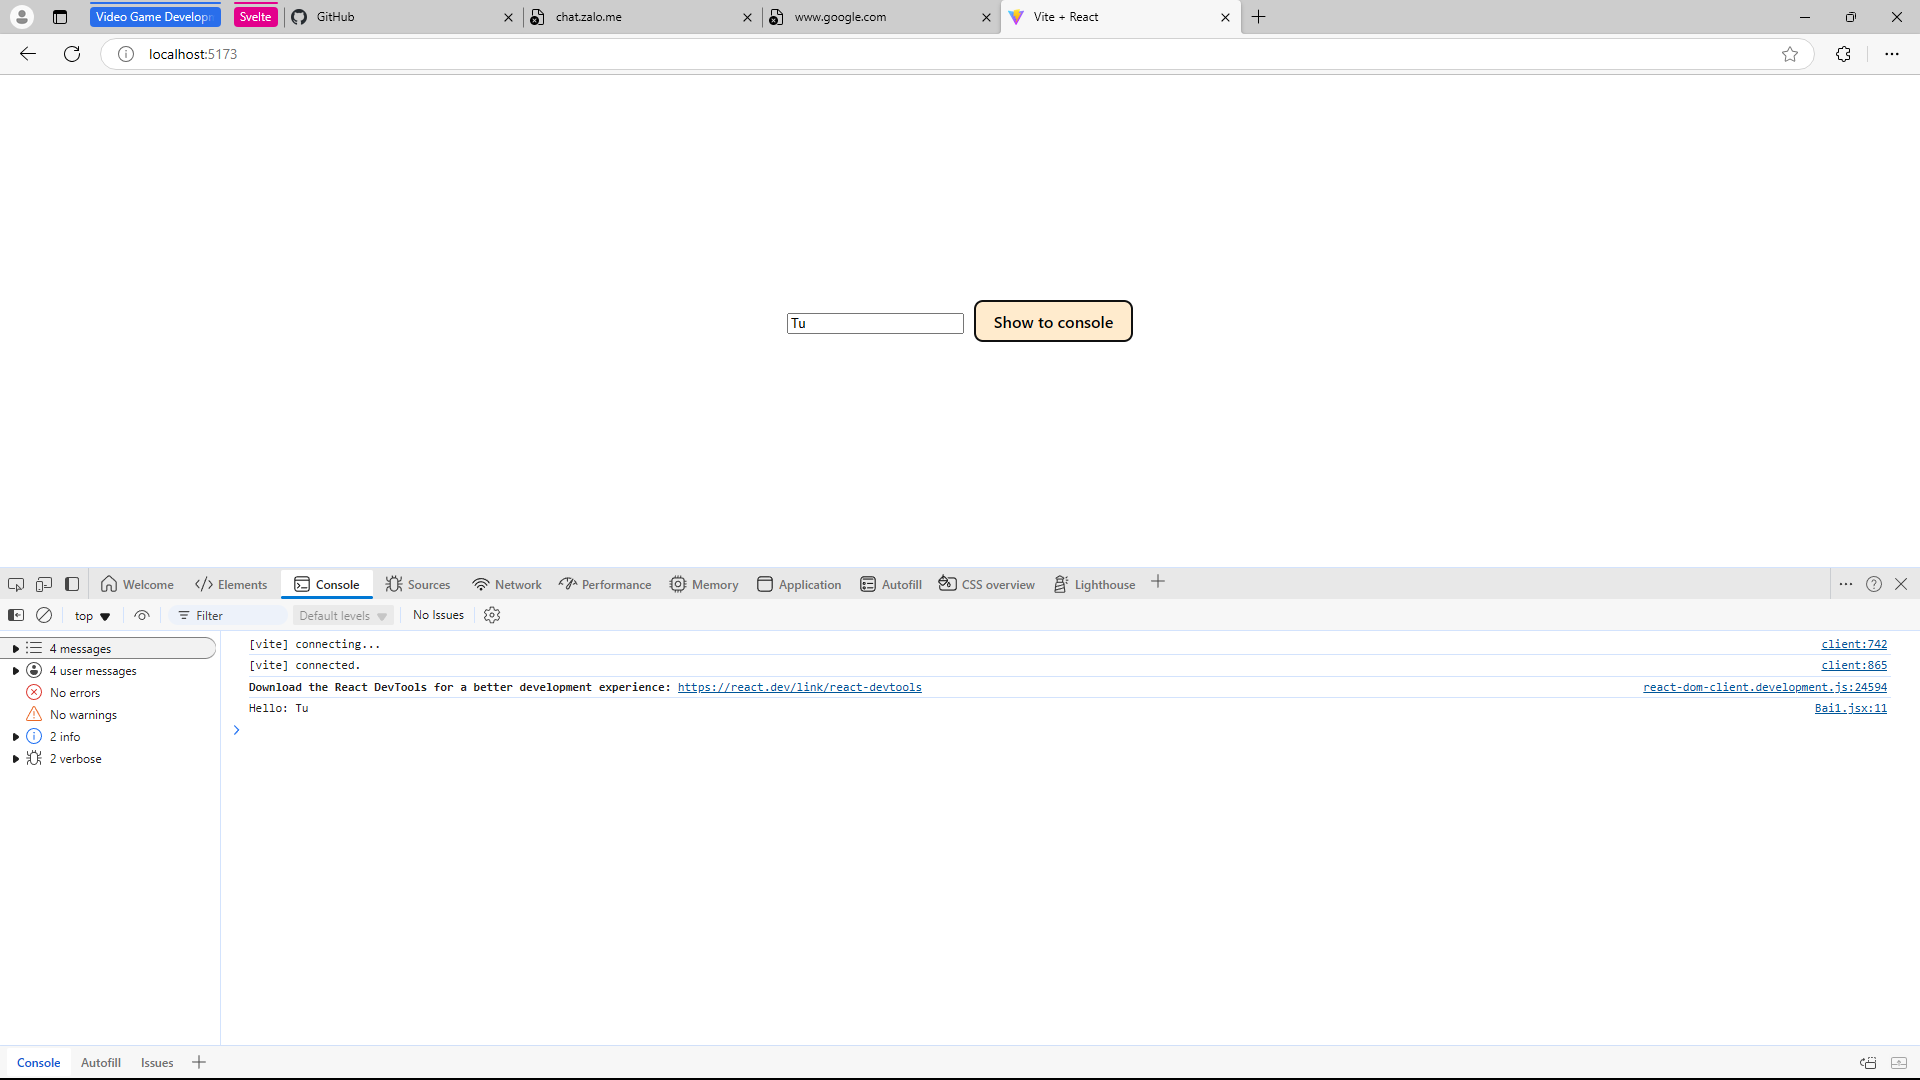 Video Game Developm
Svelte
GitHub
chat.zalo.me
www.google.com
Vite + React
localhost:5173
Tu
Show to console
Welcome
Elements
Console
Sources
Network
Performance
Memory
Application
Autofill
CSS overview
Lighthouse
top
Filter
Default levels
No Issues
4 messages
4 user messages
No errors
No warnings
2 info
2 verbose
[vite] connecting... client:742
[vite] connected. client:865
Download the React DevTools for a better development experience: https://react.dev/link/react-devtools react-dom-client.development.js:24594
Hello: Tu Bai1.jsx:11
Console
Autofill
Issues